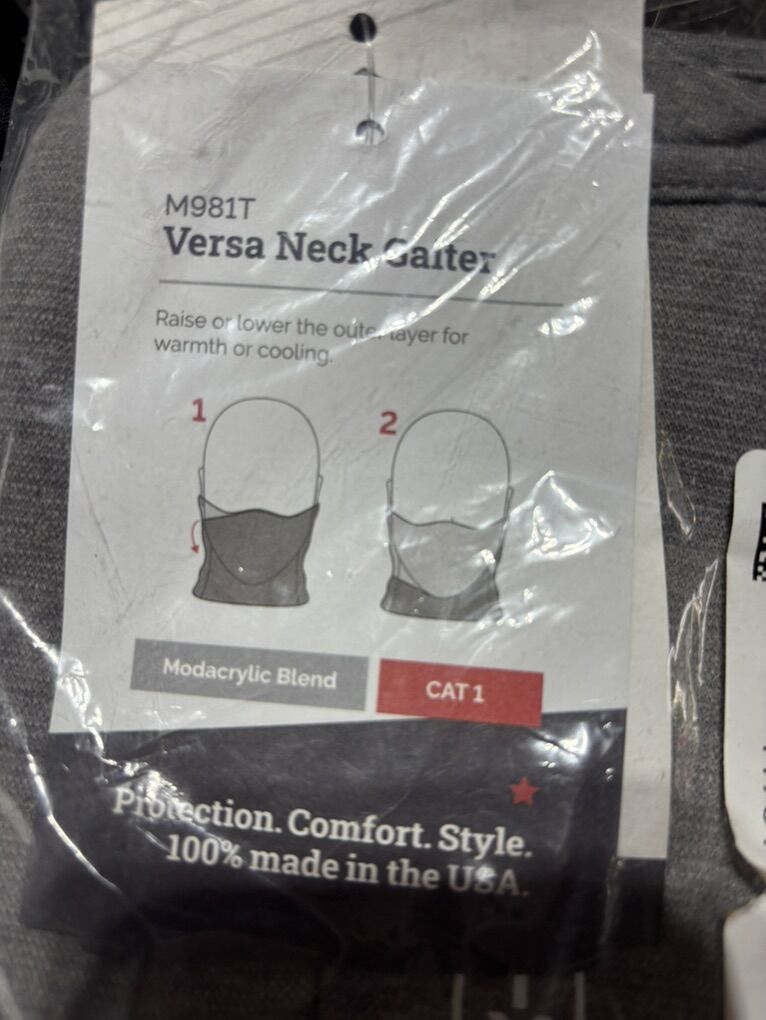 M981T
Versa Neck Gaiter
Raise or lower the outer layer for
warmth or cooling.
1
2
Modacrylic Blend
CAT 1
Protection. Comfort. Style.
100% made in the USA.